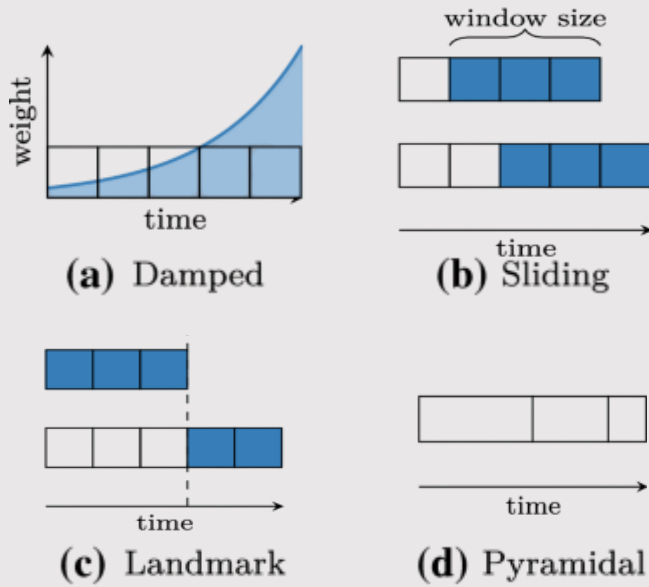 window size
weight
time
time
(a) Damped
(b) Sliding
time
time
(c) Landmark
(d) Pyramidal